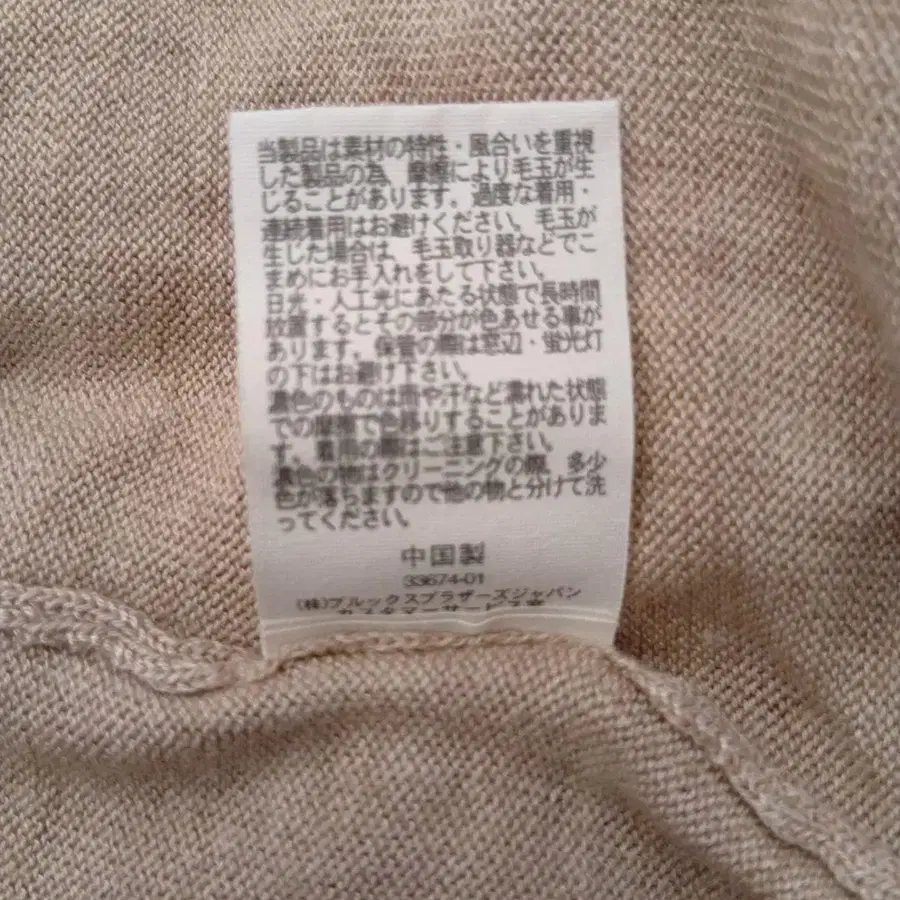 当製品は素材の特性・風合いを重視
した製品の為、摩擦により毛玉が生
じることがあります。過度な着用・
連続着用はお避けください。毛玉が
生じた場合は、毛玉取り器などでこ
まめにお手入れをして下さい。
日光・人工光にあたる状態で長時間
放置するとその部分が色あせる事が
あります。保管の際は窓辺・蛍光灯
の下はお避け下さい。
濃色のものは雨や汗など濡れた状態
での摩擦で色移りすることがありま
す。着用の際はご注意下さい。
濃色の物はクリーニングの際、多少
色が落ちますので他の物と分けて洗
ってください。
中国製
33674-01
(株)ブルックスブラザーズジャパン
カスタマーサービス室